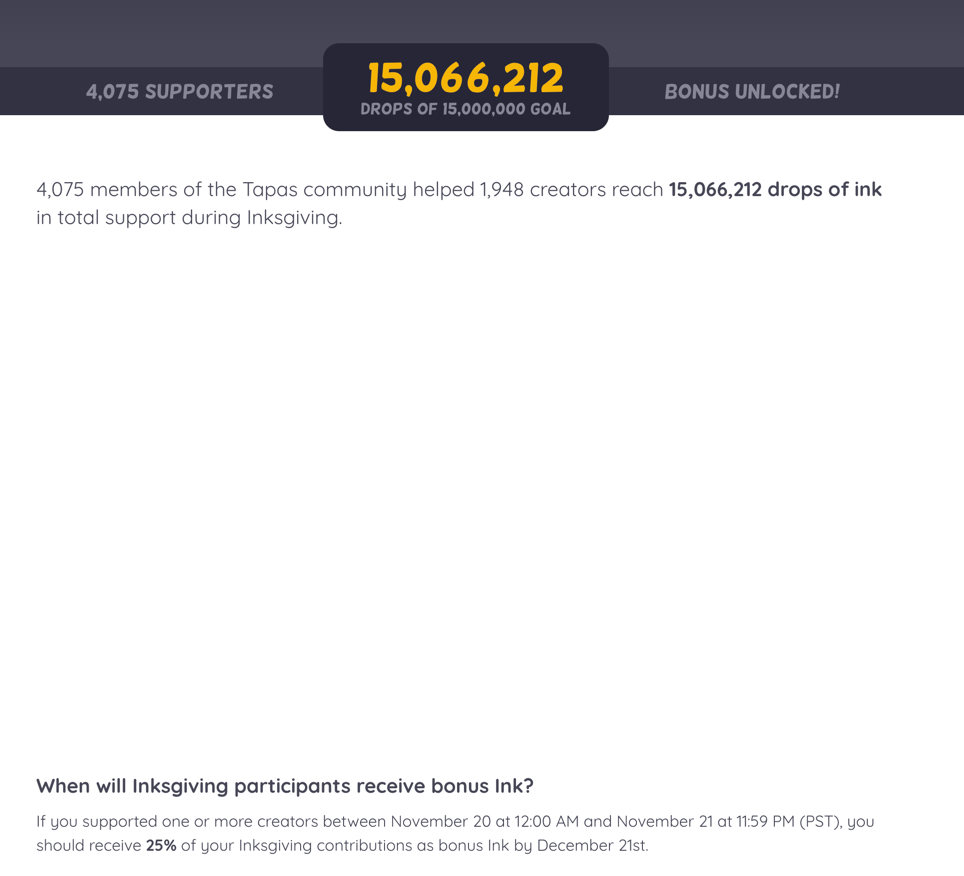 4,075 SUPPORTERS
15,066,212
DROPS OF 15,000,000 GOAL
BONUS UNLOCKED!
4,075 members of the Tapas community helped 1,948 creators reach 15,066,212 drops of ink
in total support during Inksgiving.
When will Inksgiving participants receive bonus Ink?
If you supported one or more creators between November 20 at 12:00 AM and November 21 at 11:59 PM (PST), you
should receive 25% of your Inksgiving contributions as bonus Ink by December 21st.